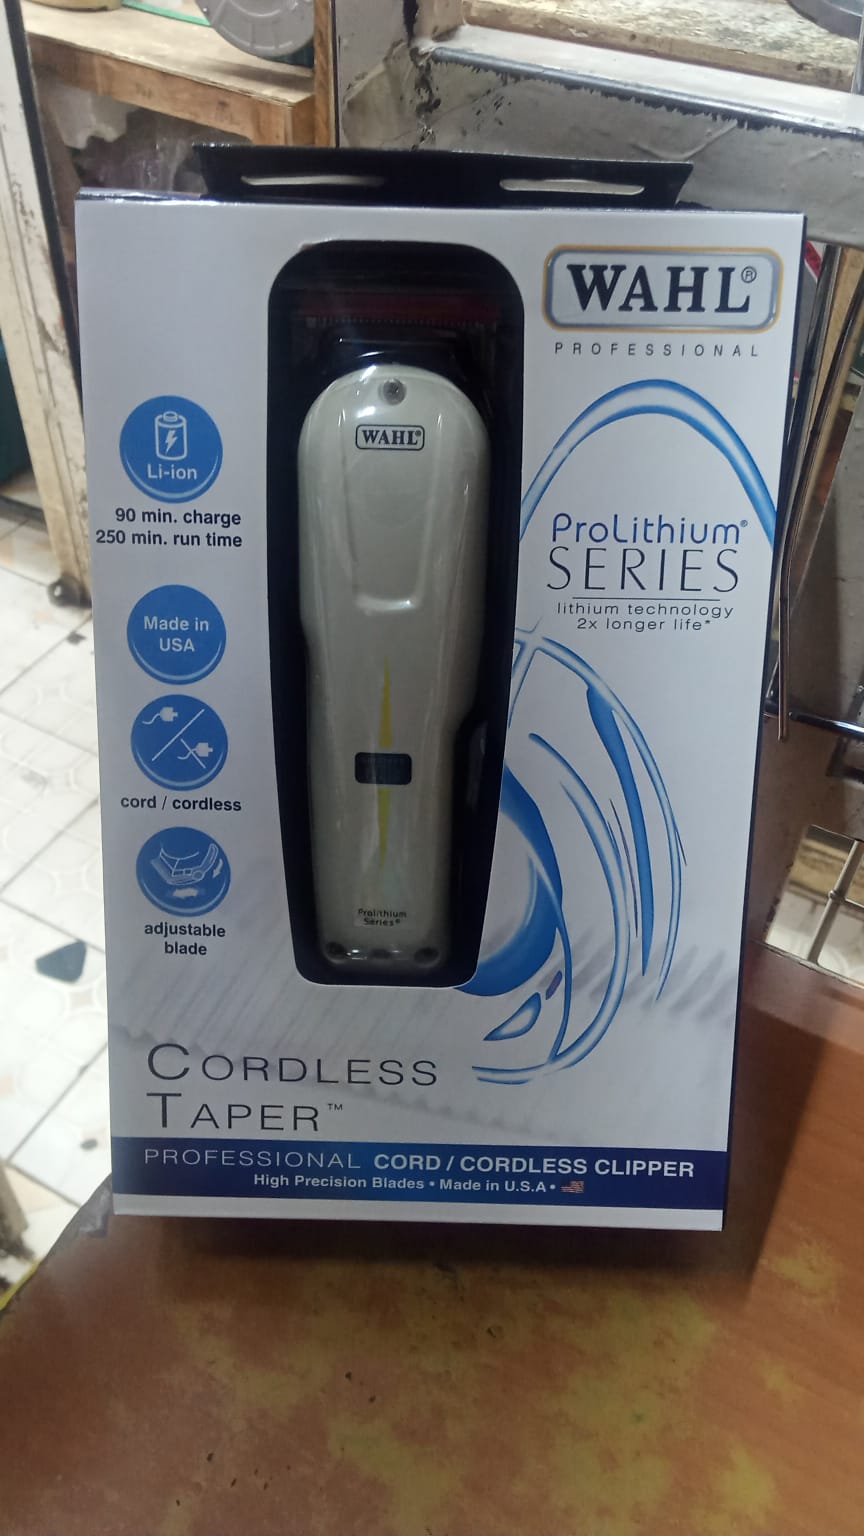 WAHL®
PROFESSIONAL
WAHL®
Li-ion
90 min. charge
250 min. run time
ProLithium®
SERIES
lithium technology
2x longer life*
Made in
USA
cord / cordless
adjustable
blade
Prolithium
Series®
CORDLESS
TAPER™
PROFESSIONAL CORD / CORDLESS CLIPPER
High Precision Blades • Made in U.S.A •